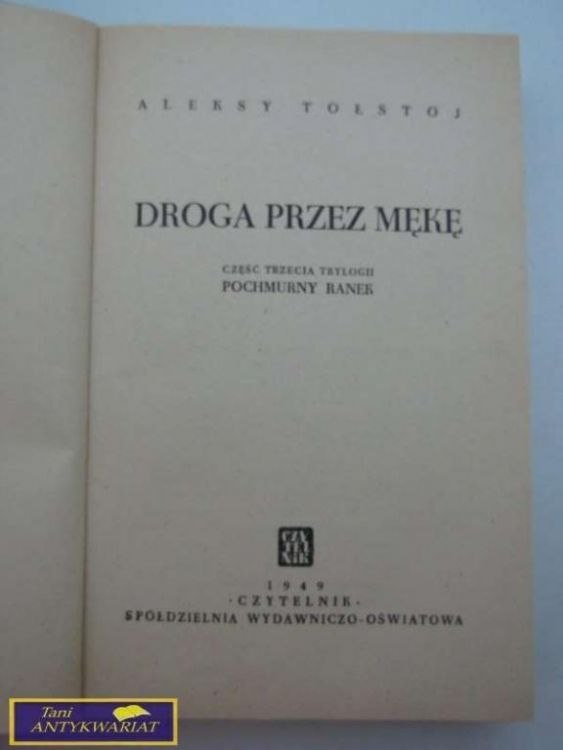 ALEKSY TOŁSTOJ
DROGA PRZEZ MĘKĘ
CZĘŚĆ TRZECIA TRYLOGII
POCHMURNY RANEK
CZY
TEL
NIK
1949
·CZYTELNIK·
SPÓŁDZIELNIA WYDAWNICZO-OŚWIATOWA
Tani
ANTYKWARIAT